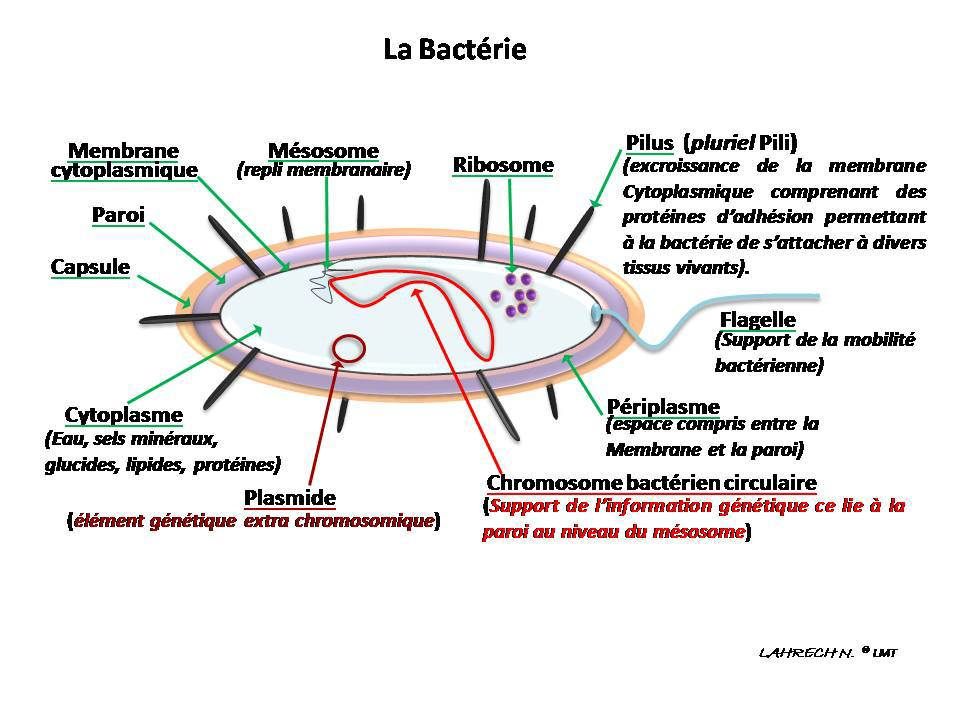 La Bactérie
Membrane
cytoplasmique
Mésosome
(repli membranaire)
Ribosome
Pilus (pluriel Pili)
(excroissance de la membrane
Cytoplasmique comprenant des
protéines d'adhésion permettant
à la bactérie de s'attacher à divers
tissus vivants).
Paroi
Capsule
Flagelle
(Support de la mobilité
bactérienne)
Cytoplasme
(Eau, sels minéraux,
glucides, lipides, protéines)
Périplasme
(espace compris entre la
Membrane et la paroi)
Plasmide
(élément génétique extra chromosomique)
Chromosome bactérien circulaire
(Support de l'information génétique ce lie à la
paroi au niveau du mésosome)
LAHRECH N. ® LMT